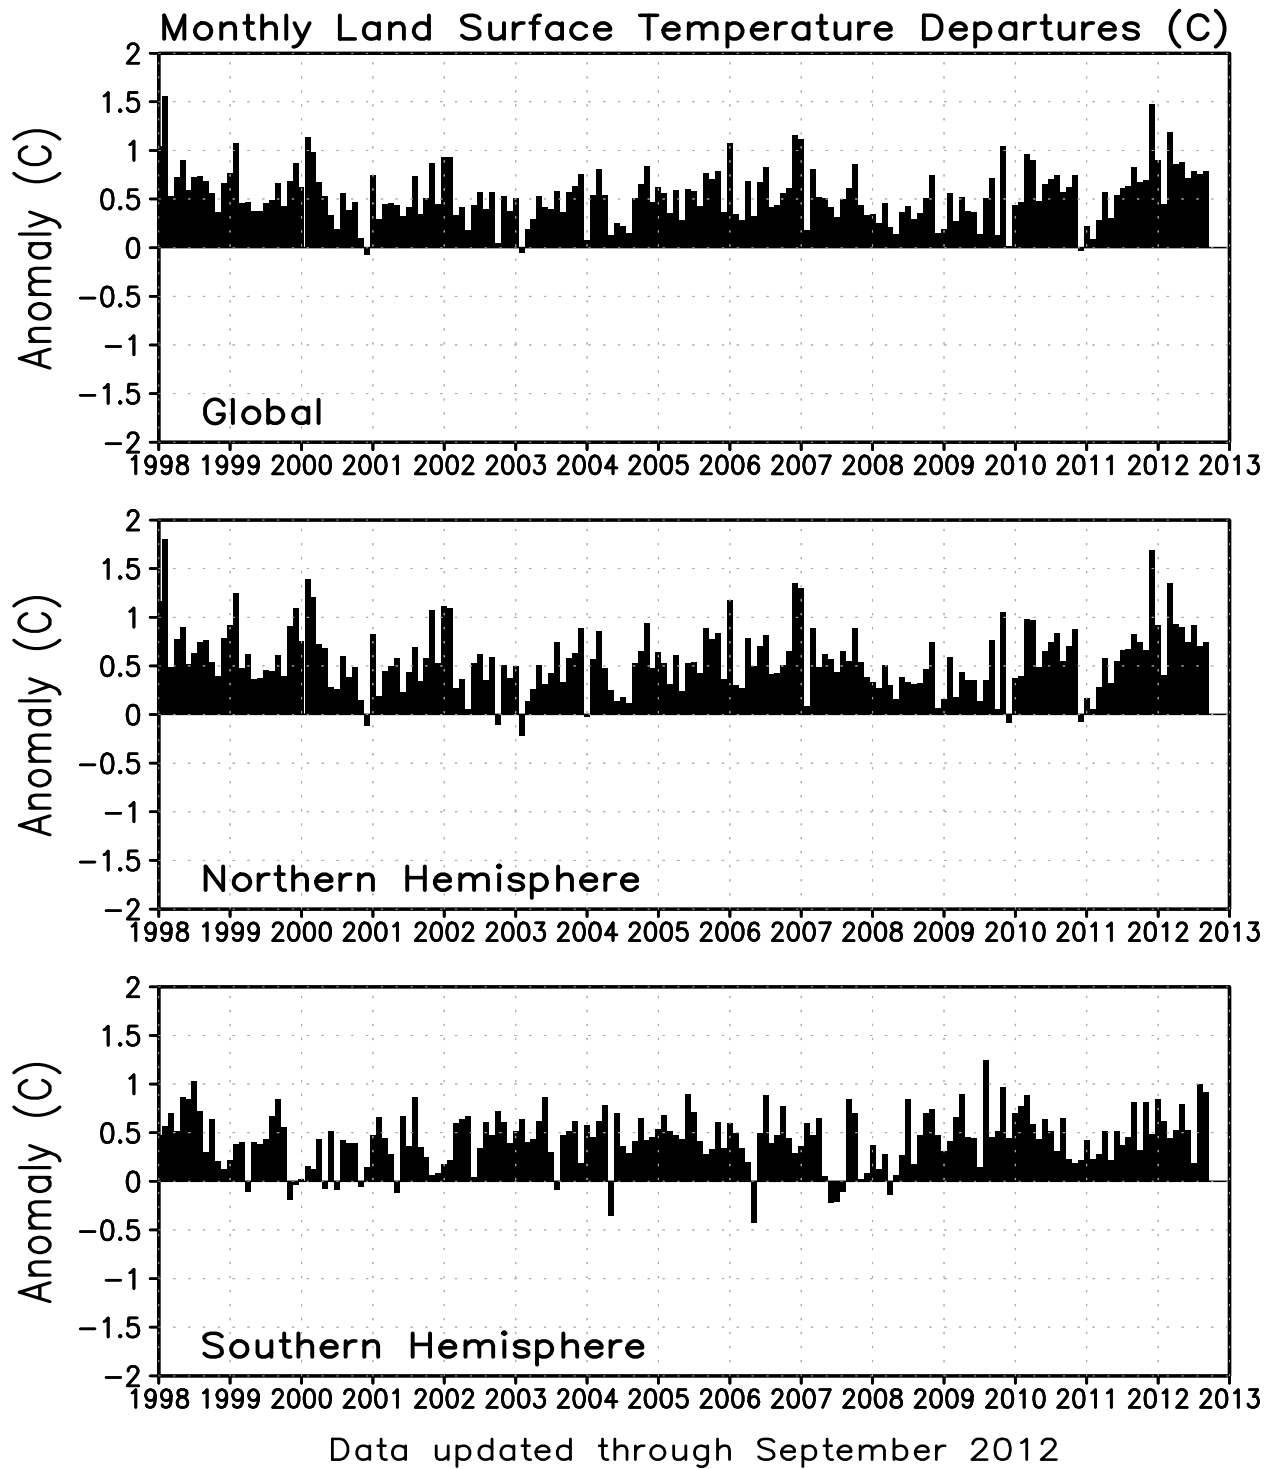 Monthly Land Surface Temperature Departures (C)
2
1.5
1
0.5
0
−0.5
−1
−1.5
−2
Anomaly (C)
Global
1998 1999 2000 2001 2002 2003 2004 2005 2006 2007 2008 2009 2010 2011 2012 2013
2
1.5
1
0.5
0
−0.5
−1
−1.5
−2
Anomaly (C)
Northern Hemisphere
1998 1999 2000 2001 2002 2003 2004 2005 2006 2007 2008 2009 2010 2011 2012 2013
2
1.5
1
0.5
0
−0.5
−1
−1.5
−2
Anomaly (C)
Southern Hemisphere
1998 1999 2000 2001 2002 2003 2004 2005 2006 2007 2008 2009 2010 2011 2012 2013
Data updated through September 2012